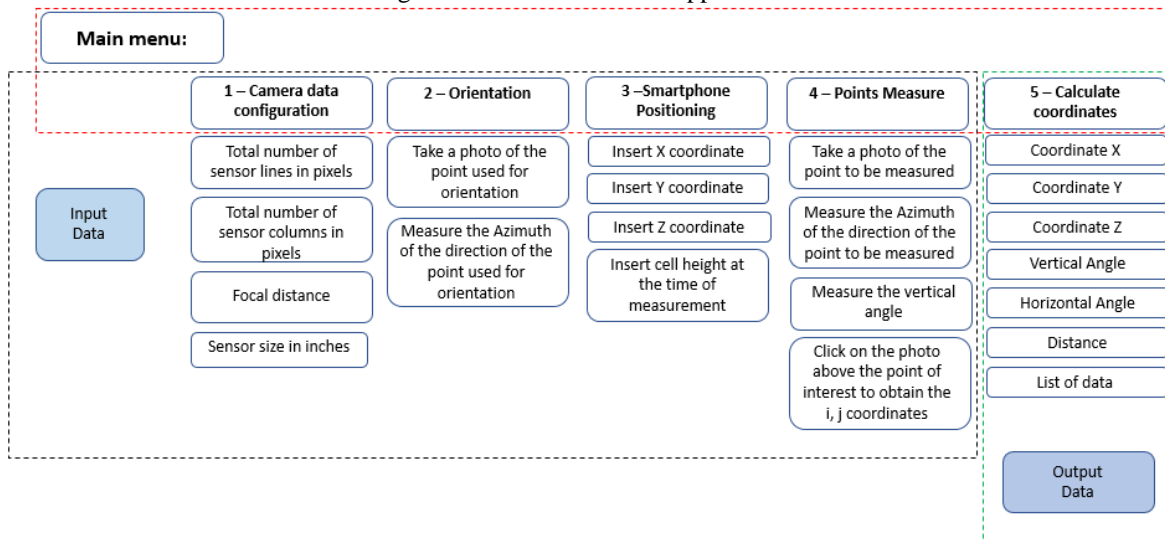 Main menu:
1 – Camera data
configuration
Total number of
sensor lines in pixels
Total number of
sensor columns in
pixels
Focal distance
Sensor size in inches
2 – Orientation
Take a photo of the
point used for
orientation
Measure the Azimuth
of the direction of the
point used for
orientation
3 –Smartphone
Positioning
Insert X coordinate
Insert Y coordinate
Insert Z coordinate
Insert cell height at
the time of
measurement
4 – Points Measure
Take a photo of the
point to be measured
Measure the Azimuth
of the direction of the
point to be measured
Measure the vertical
angle
Click on the photo
above the point of
interest to obtain the
i, j coordinates
5 – Calculate
coordinates
Coordinate X
Coordinate Y
Coordinate Z
Vertical Angle
Horizontal Angle
Distance
List of data
Input
Data
Output
Data